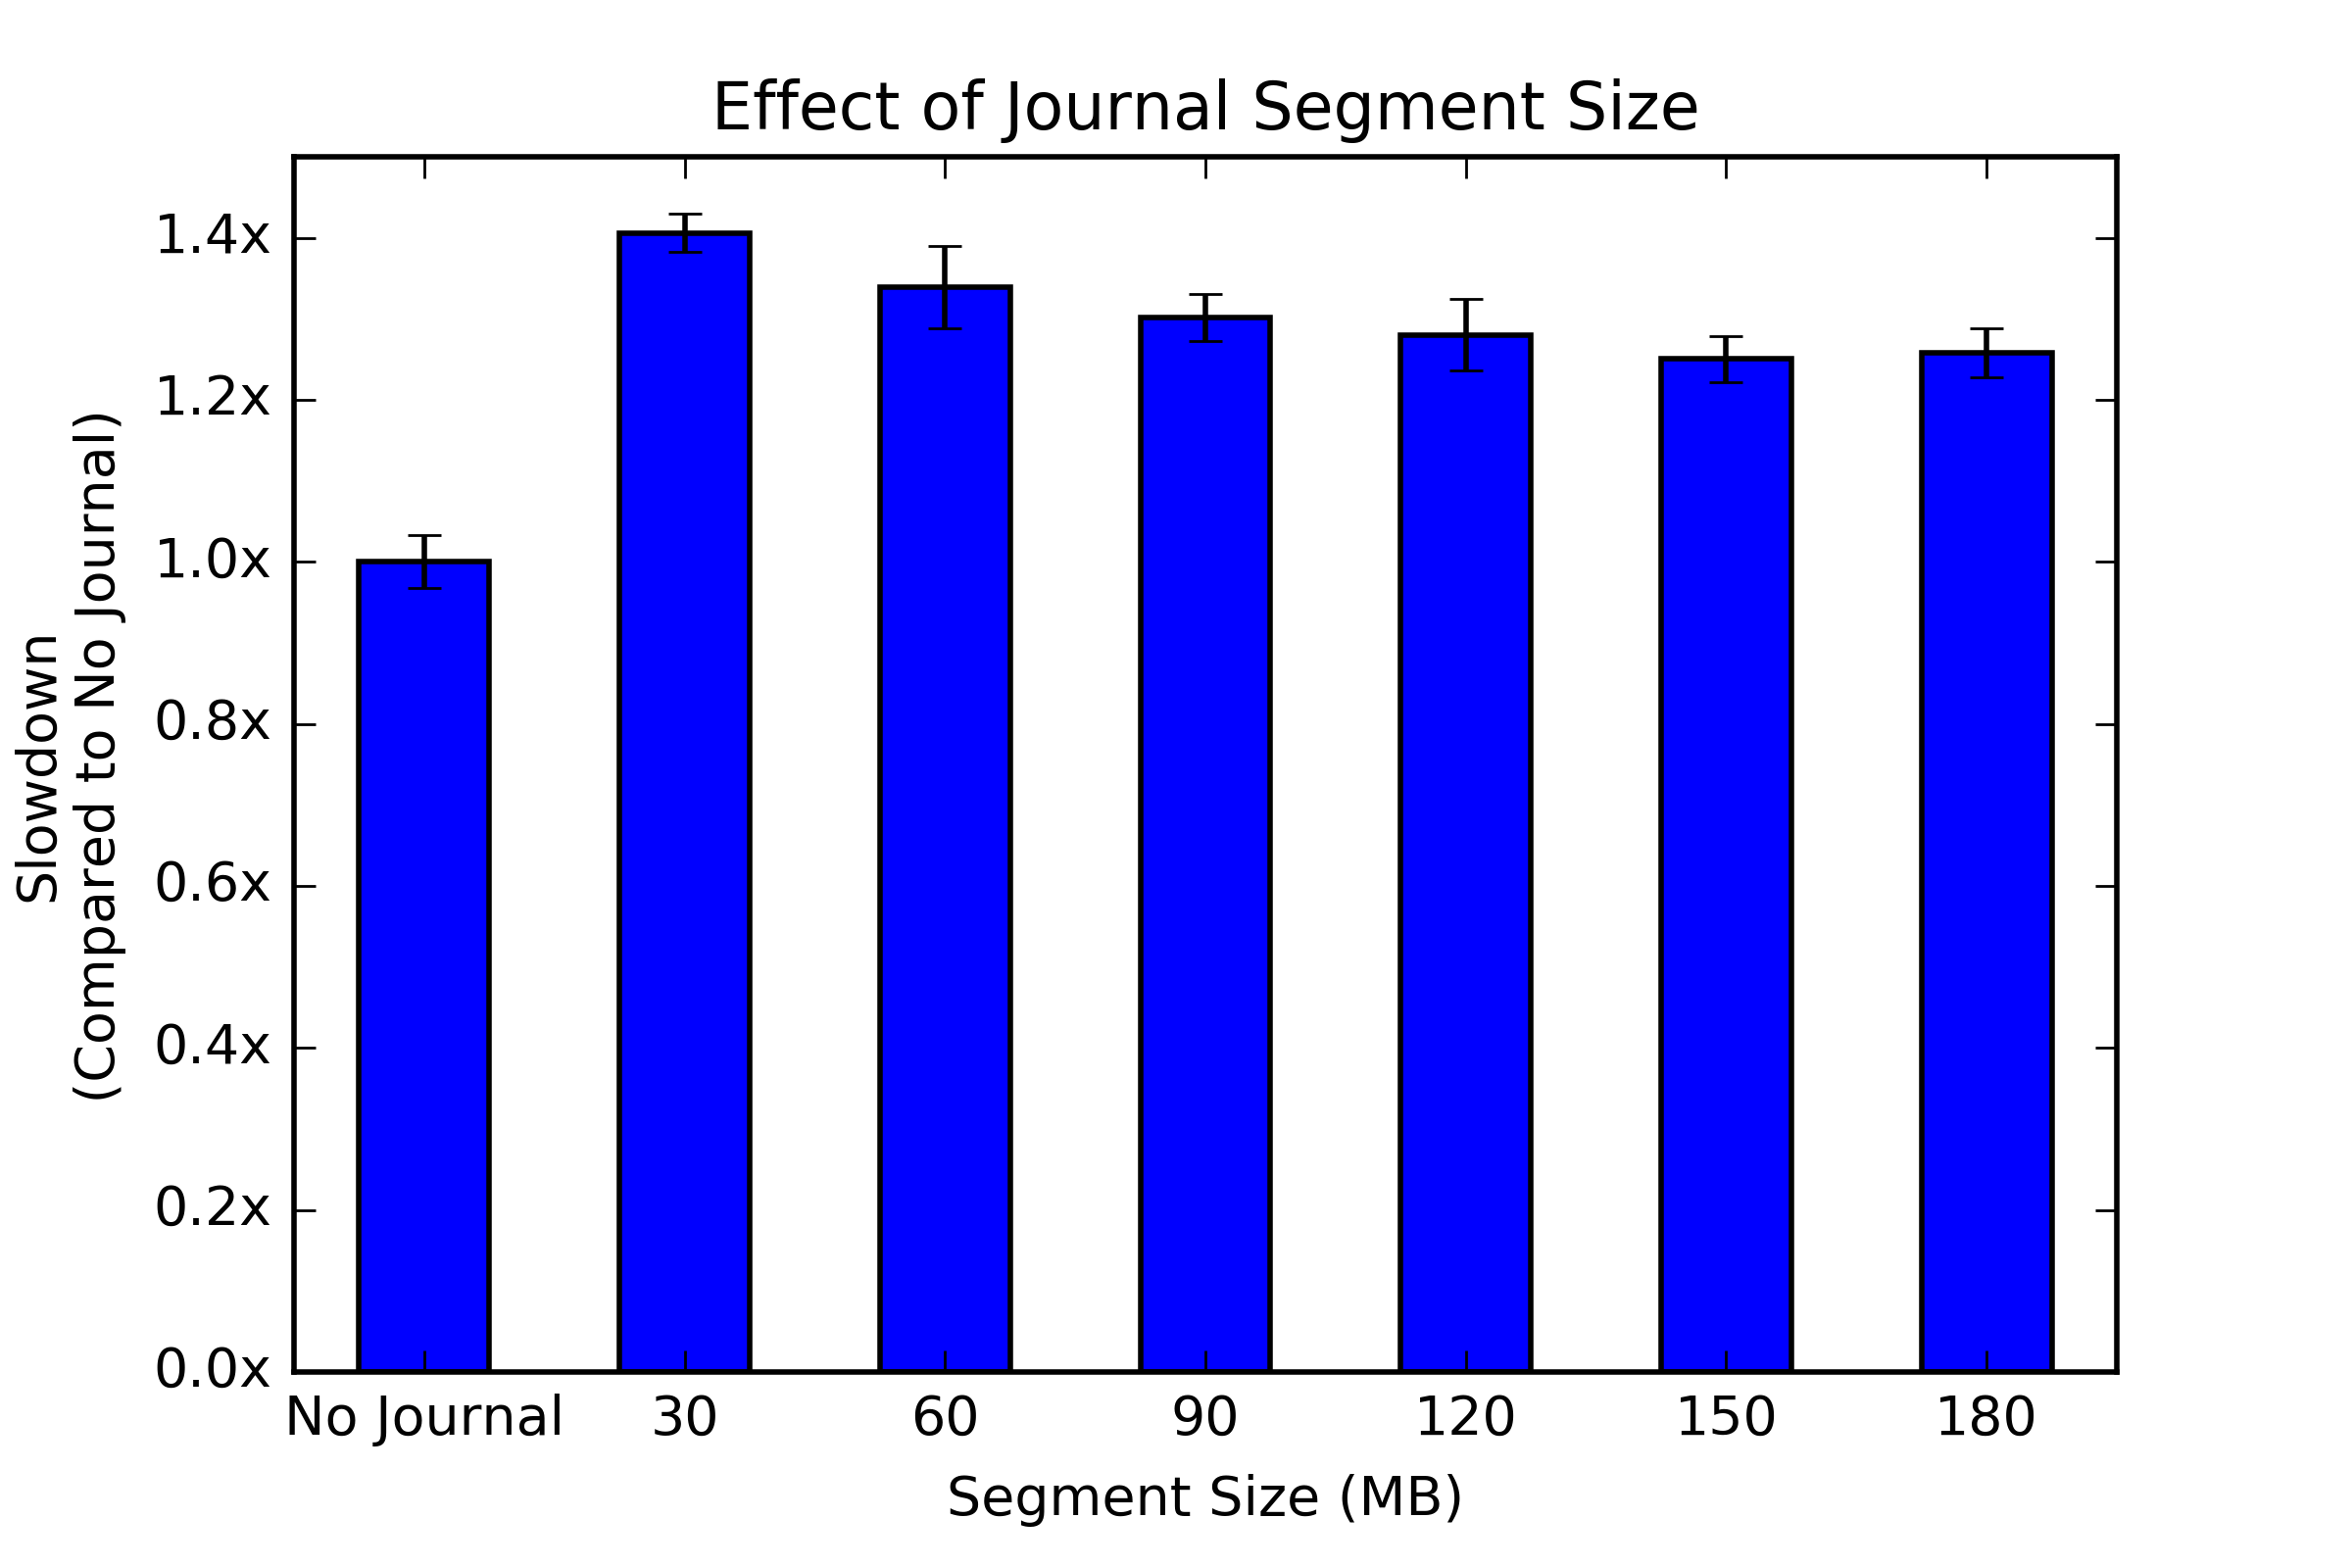 Effect of Journal Segment Size
Slowdown
(Compared to No Journal)
1.4x
1.2x
1.0x
0.8x
0.6x
0.4x
0.2x
0.0x
No Journal 30 60 90 120 150 180
Segment Size (MB)